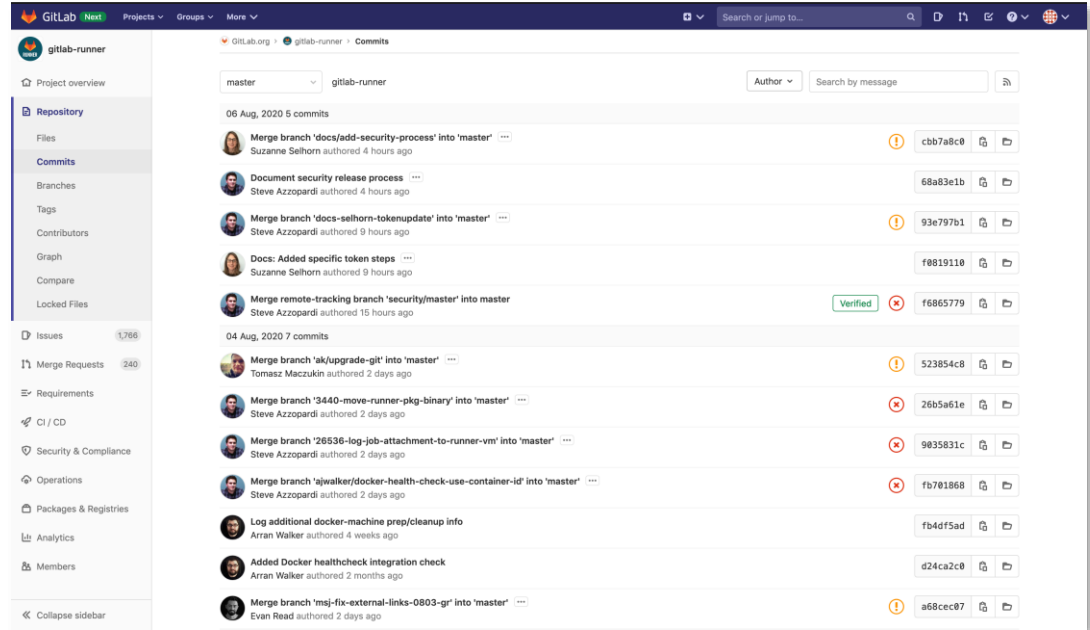 GitLab Next Projects Groups More Search or jump to...
gitlab-runner
Project overview
Repository
Files
Commits
Branches
Tags
Contributors
Graph
Compare
Locked Files
Issues 1,766
Merge Requests 240
Requirements
CI / CD
Security & Compliance
Operations
Packages & Registries
Analytics
Members
Collapse sidebar
GitLab.org › gitlab-runner › Commits
master gitlab-runner Author Search by message
06 Aug, 2020 5 commits
Merge branch 'docs/add-security-process' into 'master'
Suzanne Selhorn authored 4 hours ago
cbb7a8c0
Document security release process
Steve Azzopardi authored 4 hours ago
68a83e1b
Merge branch 'docs-selhorn-tokenupdate' into 'master'
Steve Azzopardi authored 9 hours ago
93e797b1
Docs: Added specific token steps
Suzanne Selhorn authored 9 hours ago
f0819110
Merge remote-tracking branch 'security/master' into master
Steve Azzopardi authored 15 hours ago
Verified f6865779
04 Aug, 2020 7 commits
Merge branch 'ak/upgrade-git' into 'master'
Tomasz Maczukin authored 2 days ago
523854c8
Merge branch '3440-move-runner-pkg-binary' into 'master'
Steve Azzopardi authored 2 days ago
26b5a61e
Merge branch '26536-log-job-attachment-to-runner-vm' into 'master'
Steve Azzopardi authored 2 days ago
9035831c
Merge branch 'ajwalker/docker-health-check-use-container-id' into 'master'
Steve Azzopardi authored 2 days ago
fb701868
Log additional docker-machine prep/cleanup info
Arran Walker authored 4 weeks ago
fb4df5ad
Added Docker healthcheck integration check
Arran Walker authored 2 months ago
d24ca2c0
Merge branch 'msj-fix-external-links-0803-gr' into 'master'
Evan Read authored 2 days ago
a68cec07